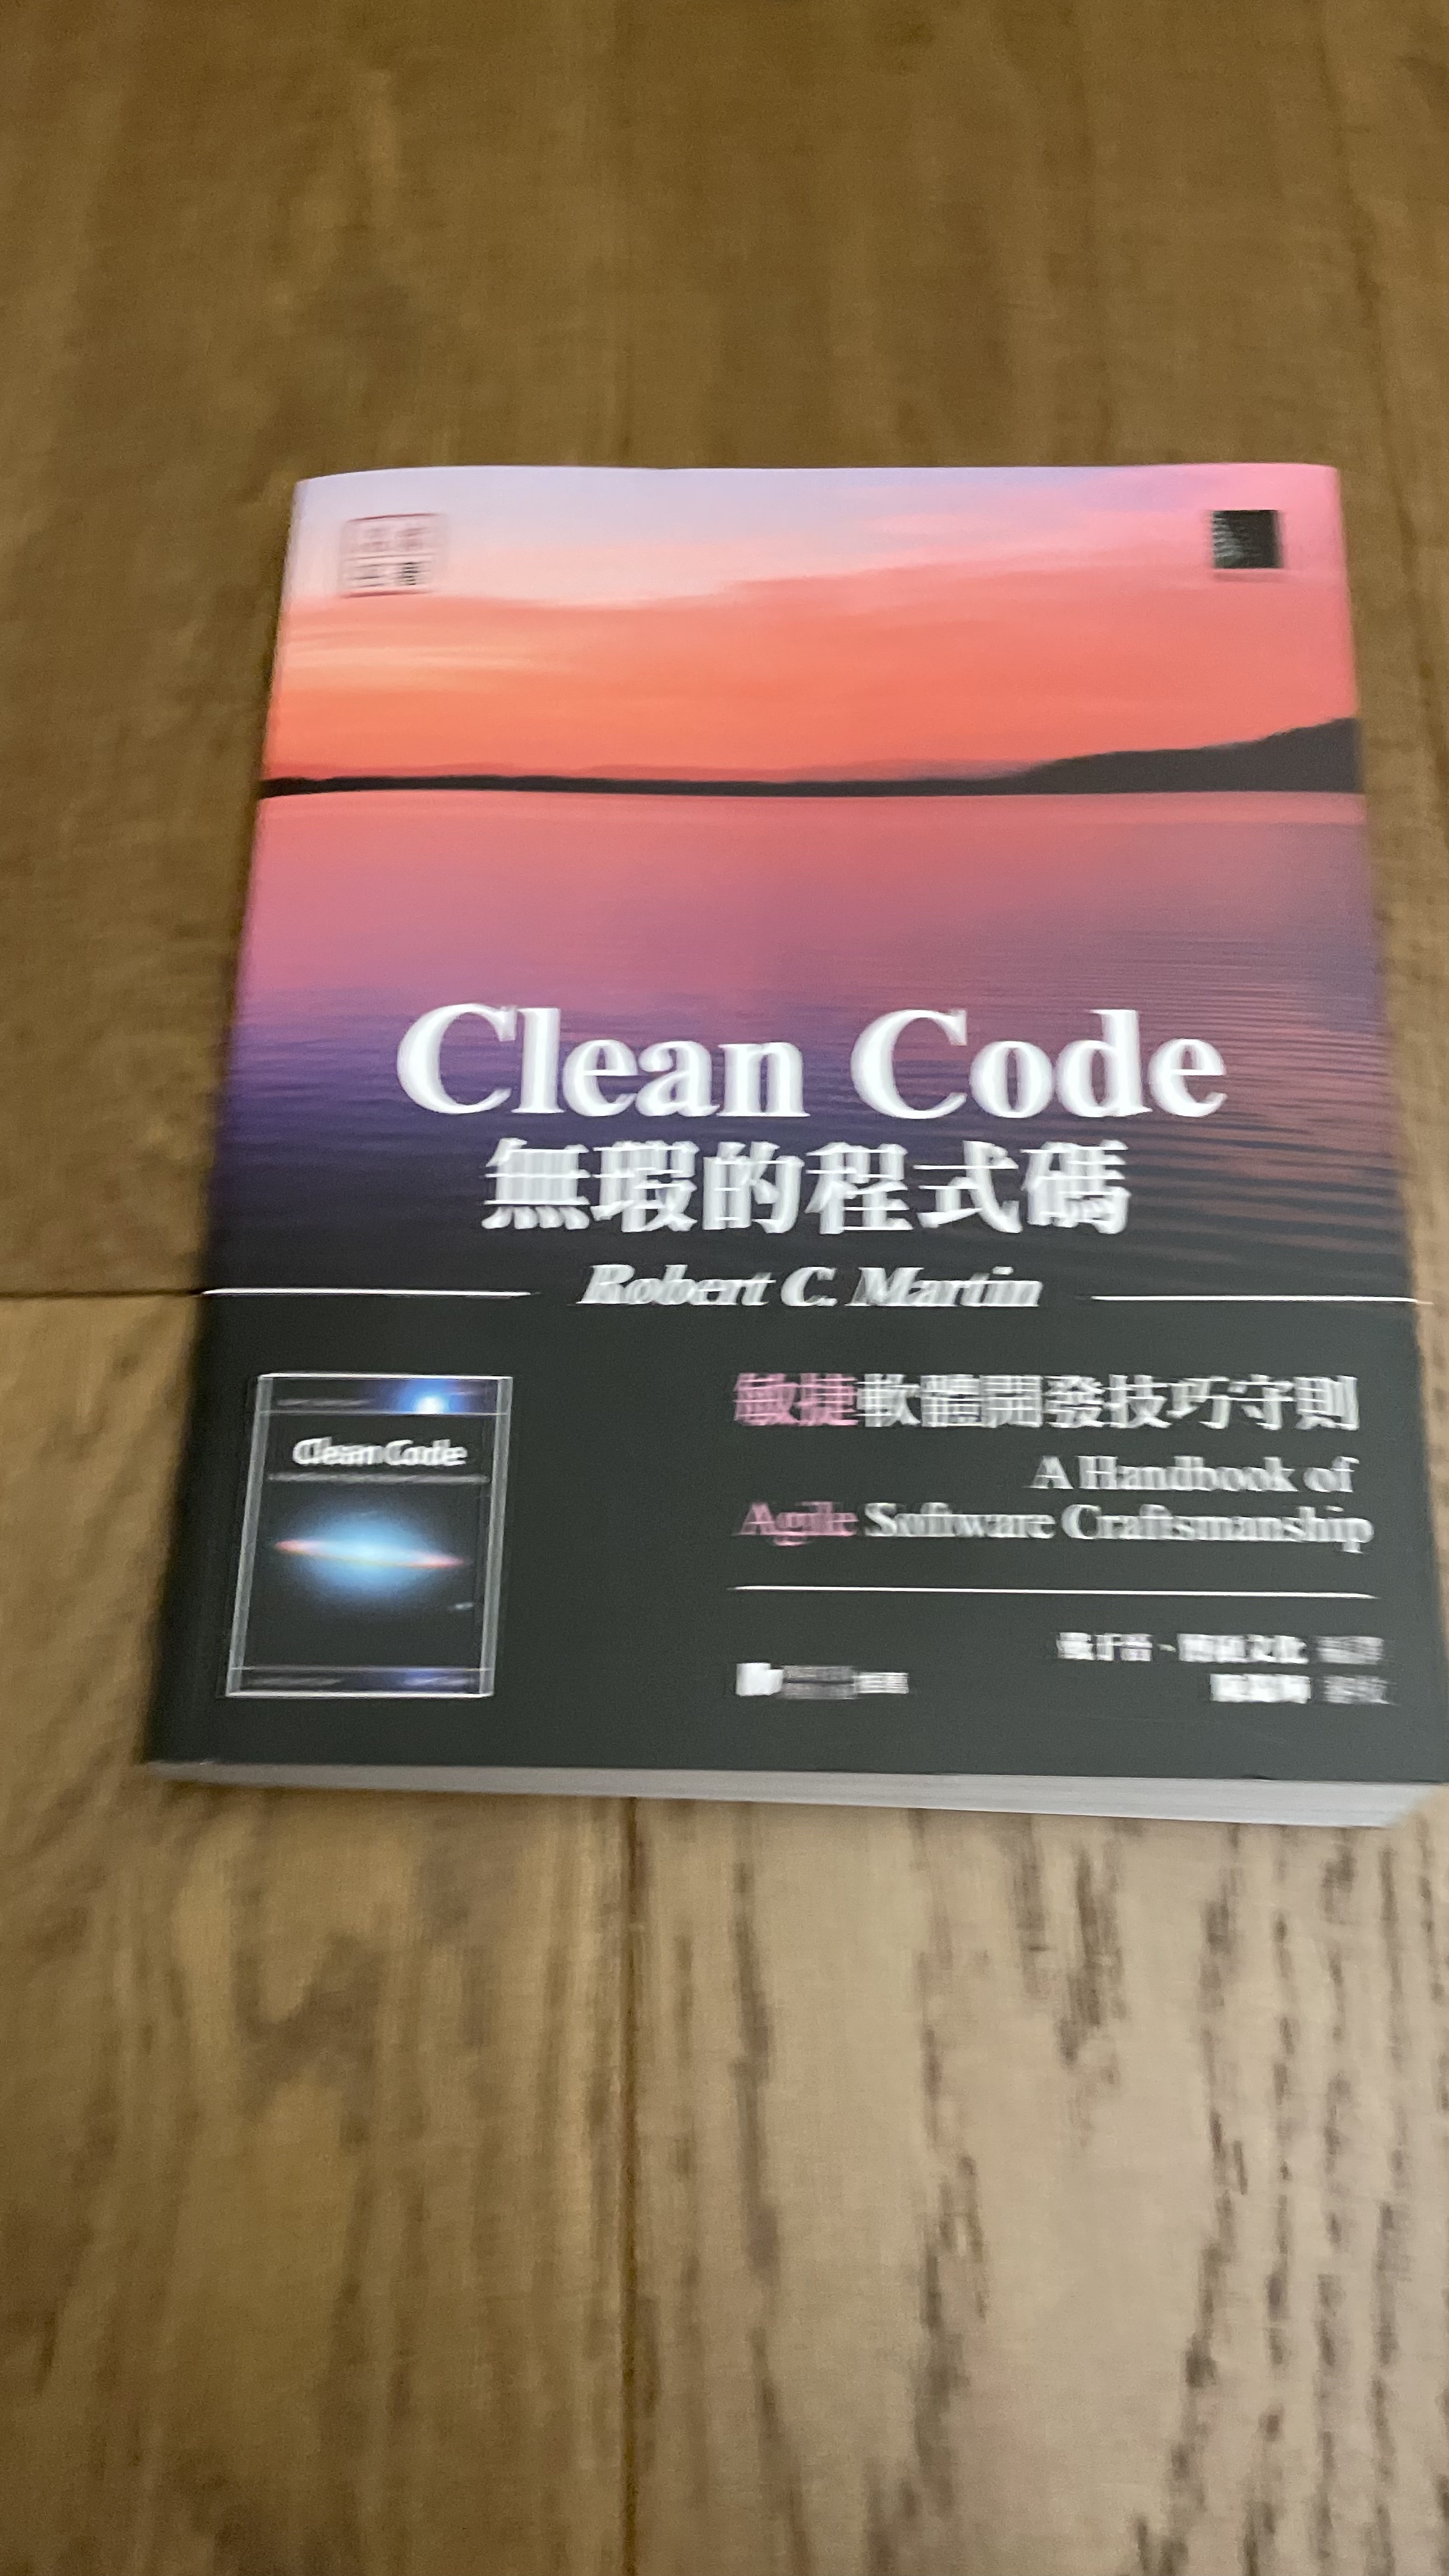 Clean Code
無瑕的程式碼
Robert C. Martin
敏捷軟體開發技巧守則
A Handbook of
Agile Software Craftsmanship
Clean Code